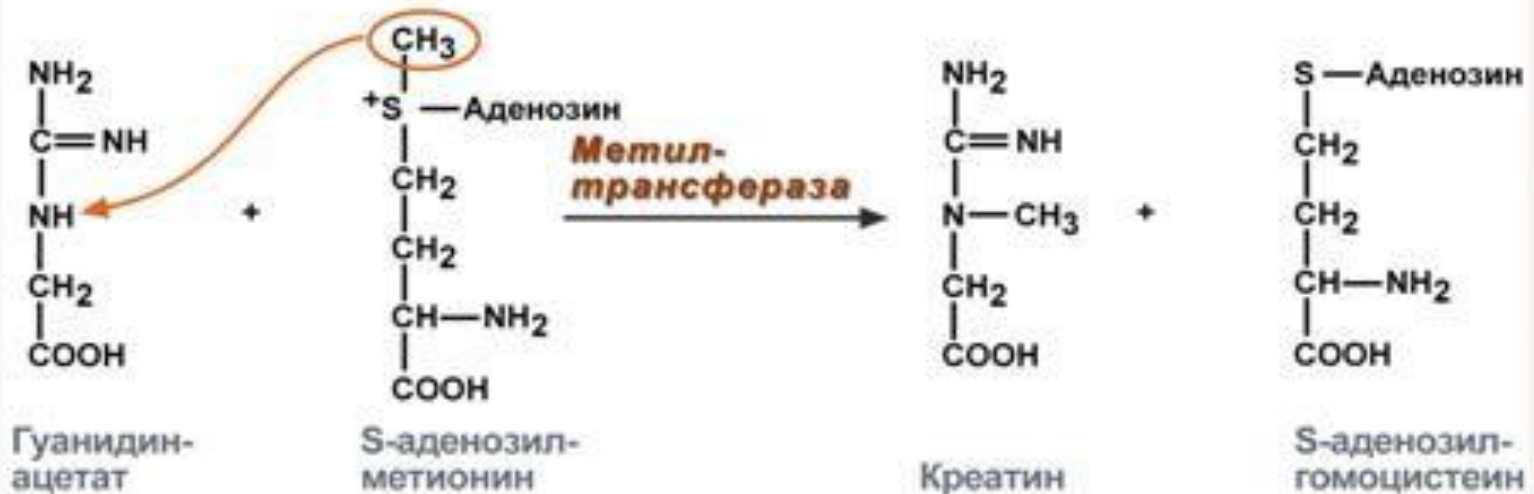 CH3
NH2
C=NH
NH
CH2
COOH
+
+S—Аденозин
CH2
CH2
CH—NH2
COOH
Метил-
трансфераза
NH2
C=NH
N—CH3
CH2
COOH
+
S—Аденозин
CH2
CH2
CH—NH2
COOH
Гуанидин-
ацетат
S-аденозил-
метионин
Креатин
S-аденозил-
гомоцистеин